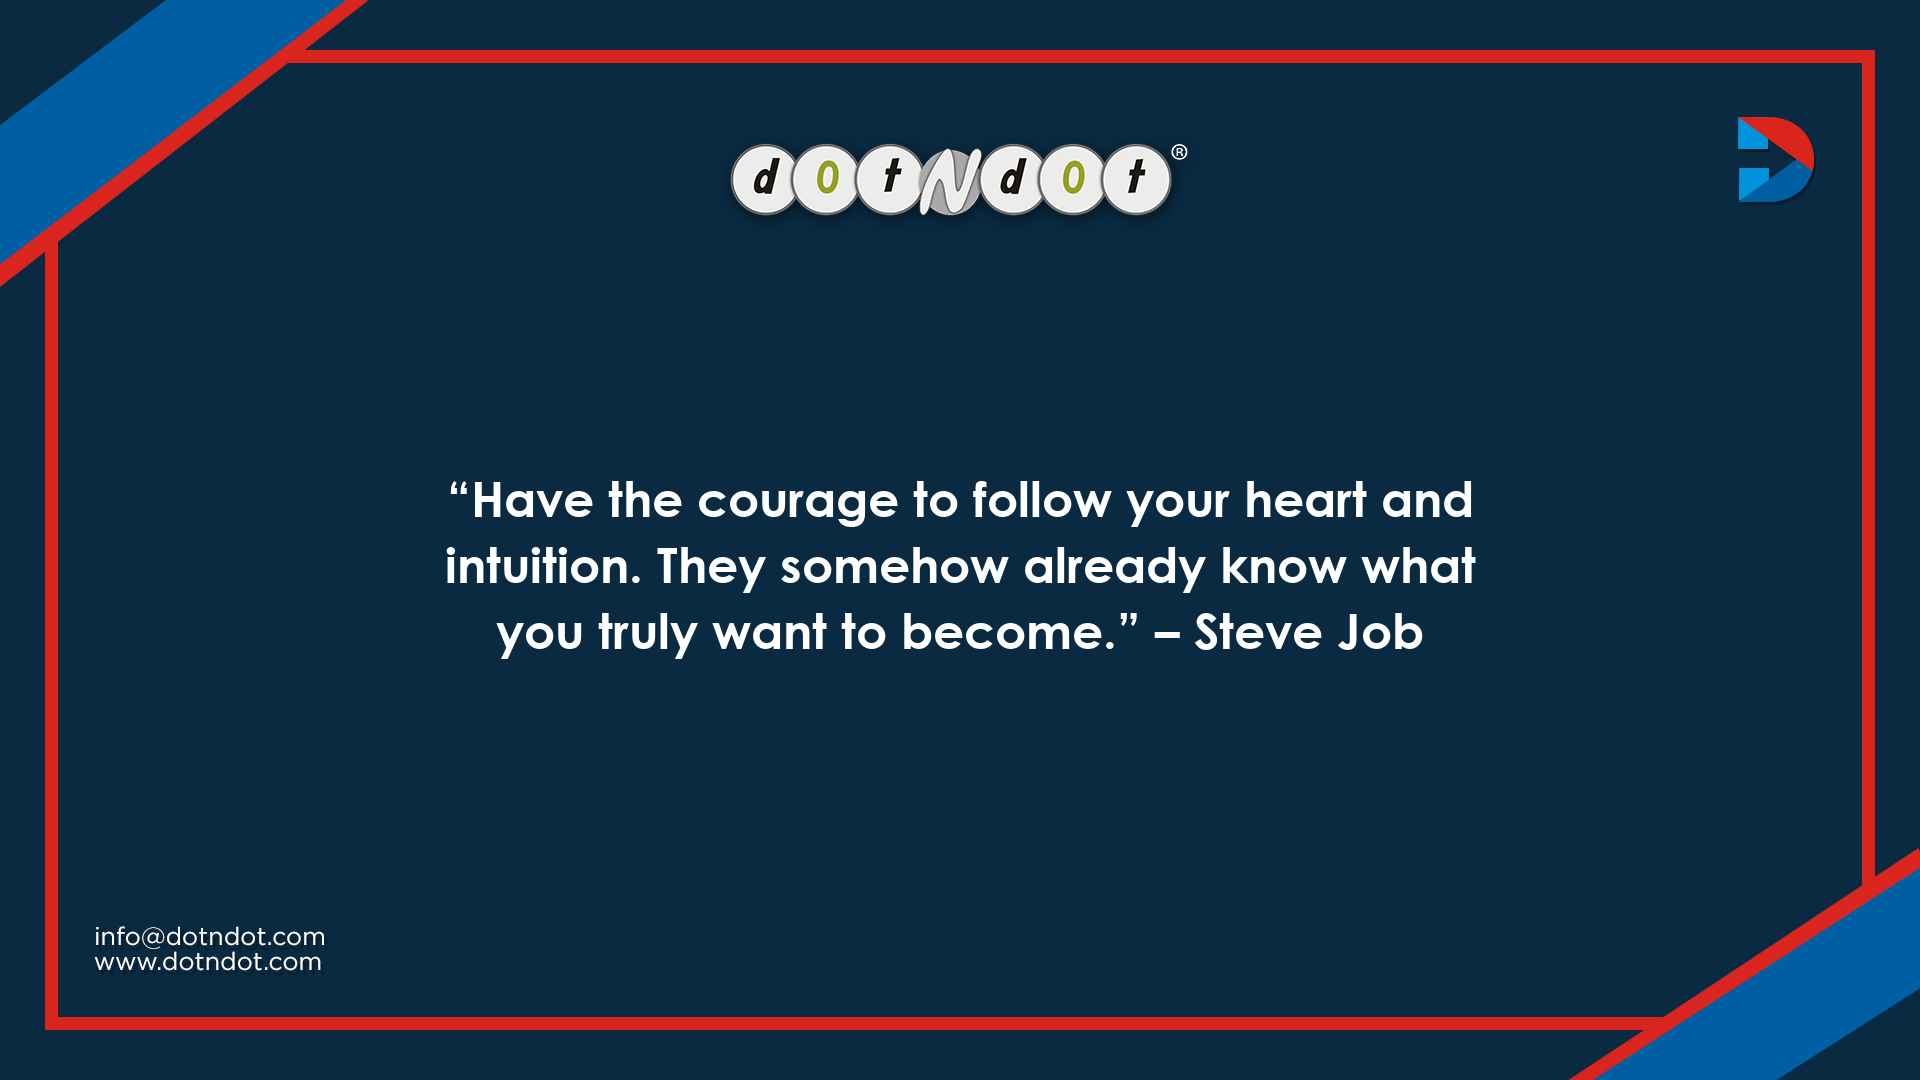 dotNdot®
“Have the courage to follow your heart and
intuition. They somehow already know what
you truly want to become.” – Steve Job
info@dotndot.com
www.dotndot.com